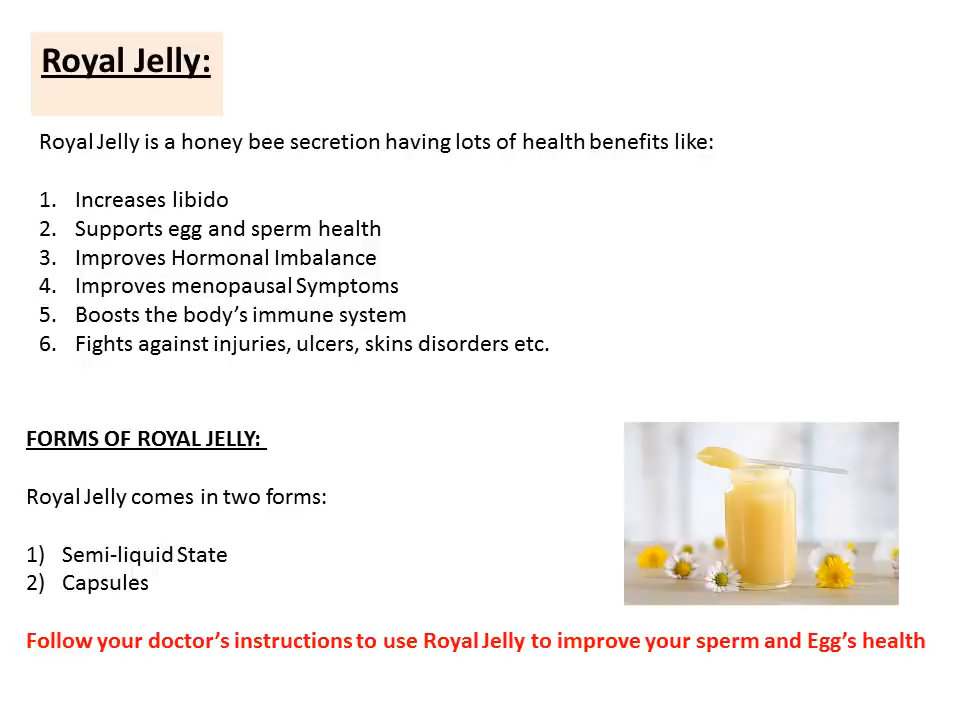 Royal Jelly:
Royal Jelly is a honey bee secretion having lots of health benefits like:
1. Increases libido
2. Supports egg and sperm health
3. Improves Hormonal Imbalance
4. Improves menopausal Symptoms
5. Boosts the body’s immune system
6. Fights against injuries, ulcers, skins disorders etc.
FORMS OF ROYAL JELLY:
Royal Jelly comes in two forms:
1) Semi-liquid State
2) Capsules
Follow your doctor’s instructions to use Royal Jelly to improve your sperm and Egg’s health